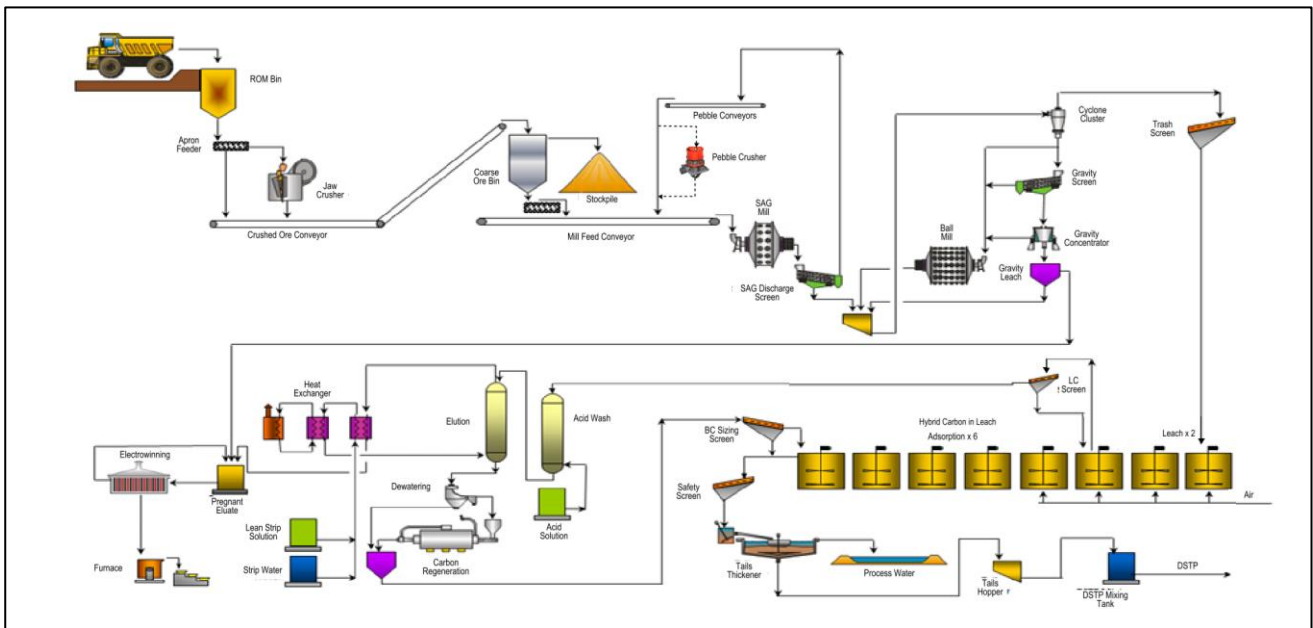 ROM Bin
Apron
Feeder
Jaw
Crusher
Crushed Ore Conveyor
Coarse
Ore Bin
Stockpile
Mill Feed Conveyor
Pebble Conveyors
Pebble Crusher
SAG
Mill
SAG Discharge
Screen
Ball
Mill
Cyclone
Cluster
Trash
Screen
Gravity
Screen
Gravity
Concentrator
Gravity
Leach
Heat
Exchanger
Elution
Acid Wash
LC
Screen
Hybrid Carbon in Leach
Adsorption x 6
Leach x 2
BC Sizing
Screen
Electrowinning
Pregnant
Eluate
Dewatering
Safety
Screen
Air
Lean Strip
Solution
Acid
Solution
Furnace
Strip Water
Carbon
Regeneration
Tails
Thickener
Process Water
Tails
Hopper
DSTP Mixing
Tank
DSTP